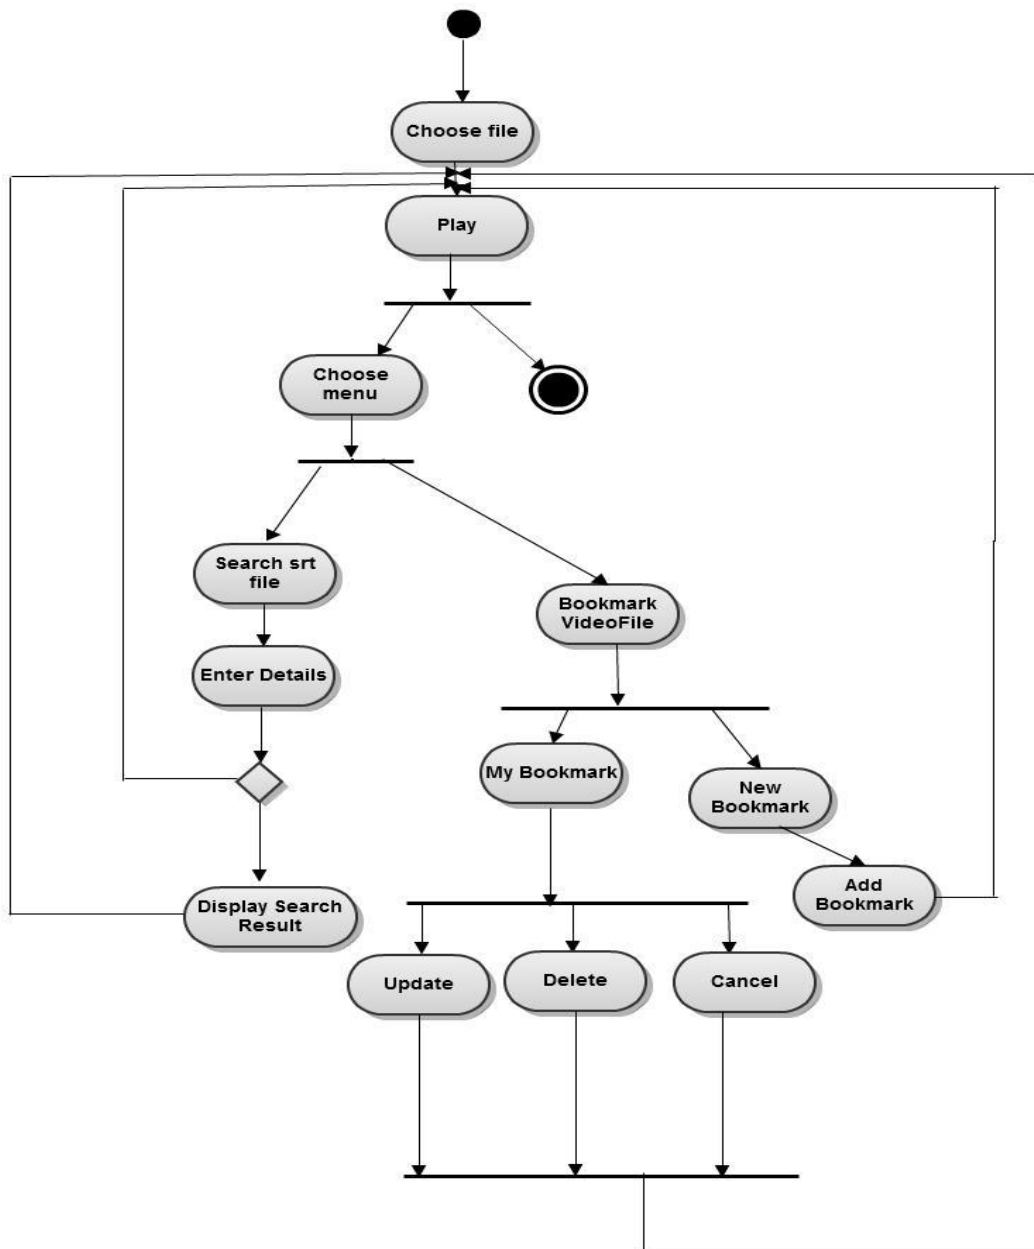 Choose file
Play
Choose
menu
Search srt
file
Bookmark
VideoFile
Enter Details
My Bookmark
New
Bookmark
Add
Bookmark
Display Search
Result
Update
Delete
Cancel